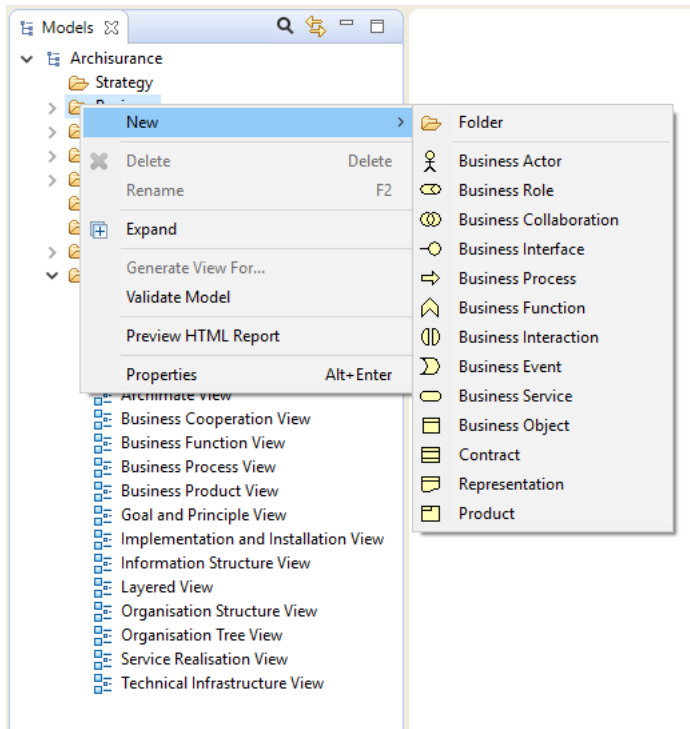 Models
Archisurance
Strategy
New
Delete Delete
Rename F2
Expand
Generate View For...
Validate Model
Preview HTML Report
Properties Alt+Enter
Folder
Business Actor
Business Role
Business Collaboration
Business Interface
Business Process
Business Function
Business Interaction
Business Event
Business Service
Business Object
Contract
Representation
Product
Archimate View
Business Cooperation View
Business Function View
Business Process View
Business Product View
Goal and Principle View
Implementation and Installation View
Information Structure View
Layered View
Organisation Structure View
Organisation Tree View
Service Realisation View
Technical Infrastructure View